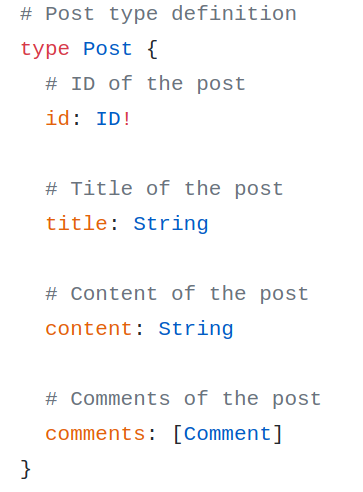 # Post type definition
type Post {
  # ID of the post
  id: ID!

  # Title of the post
  title: String

  # Content of the post
  content: String

  # Comments of the post
  comments: [Comment]
}